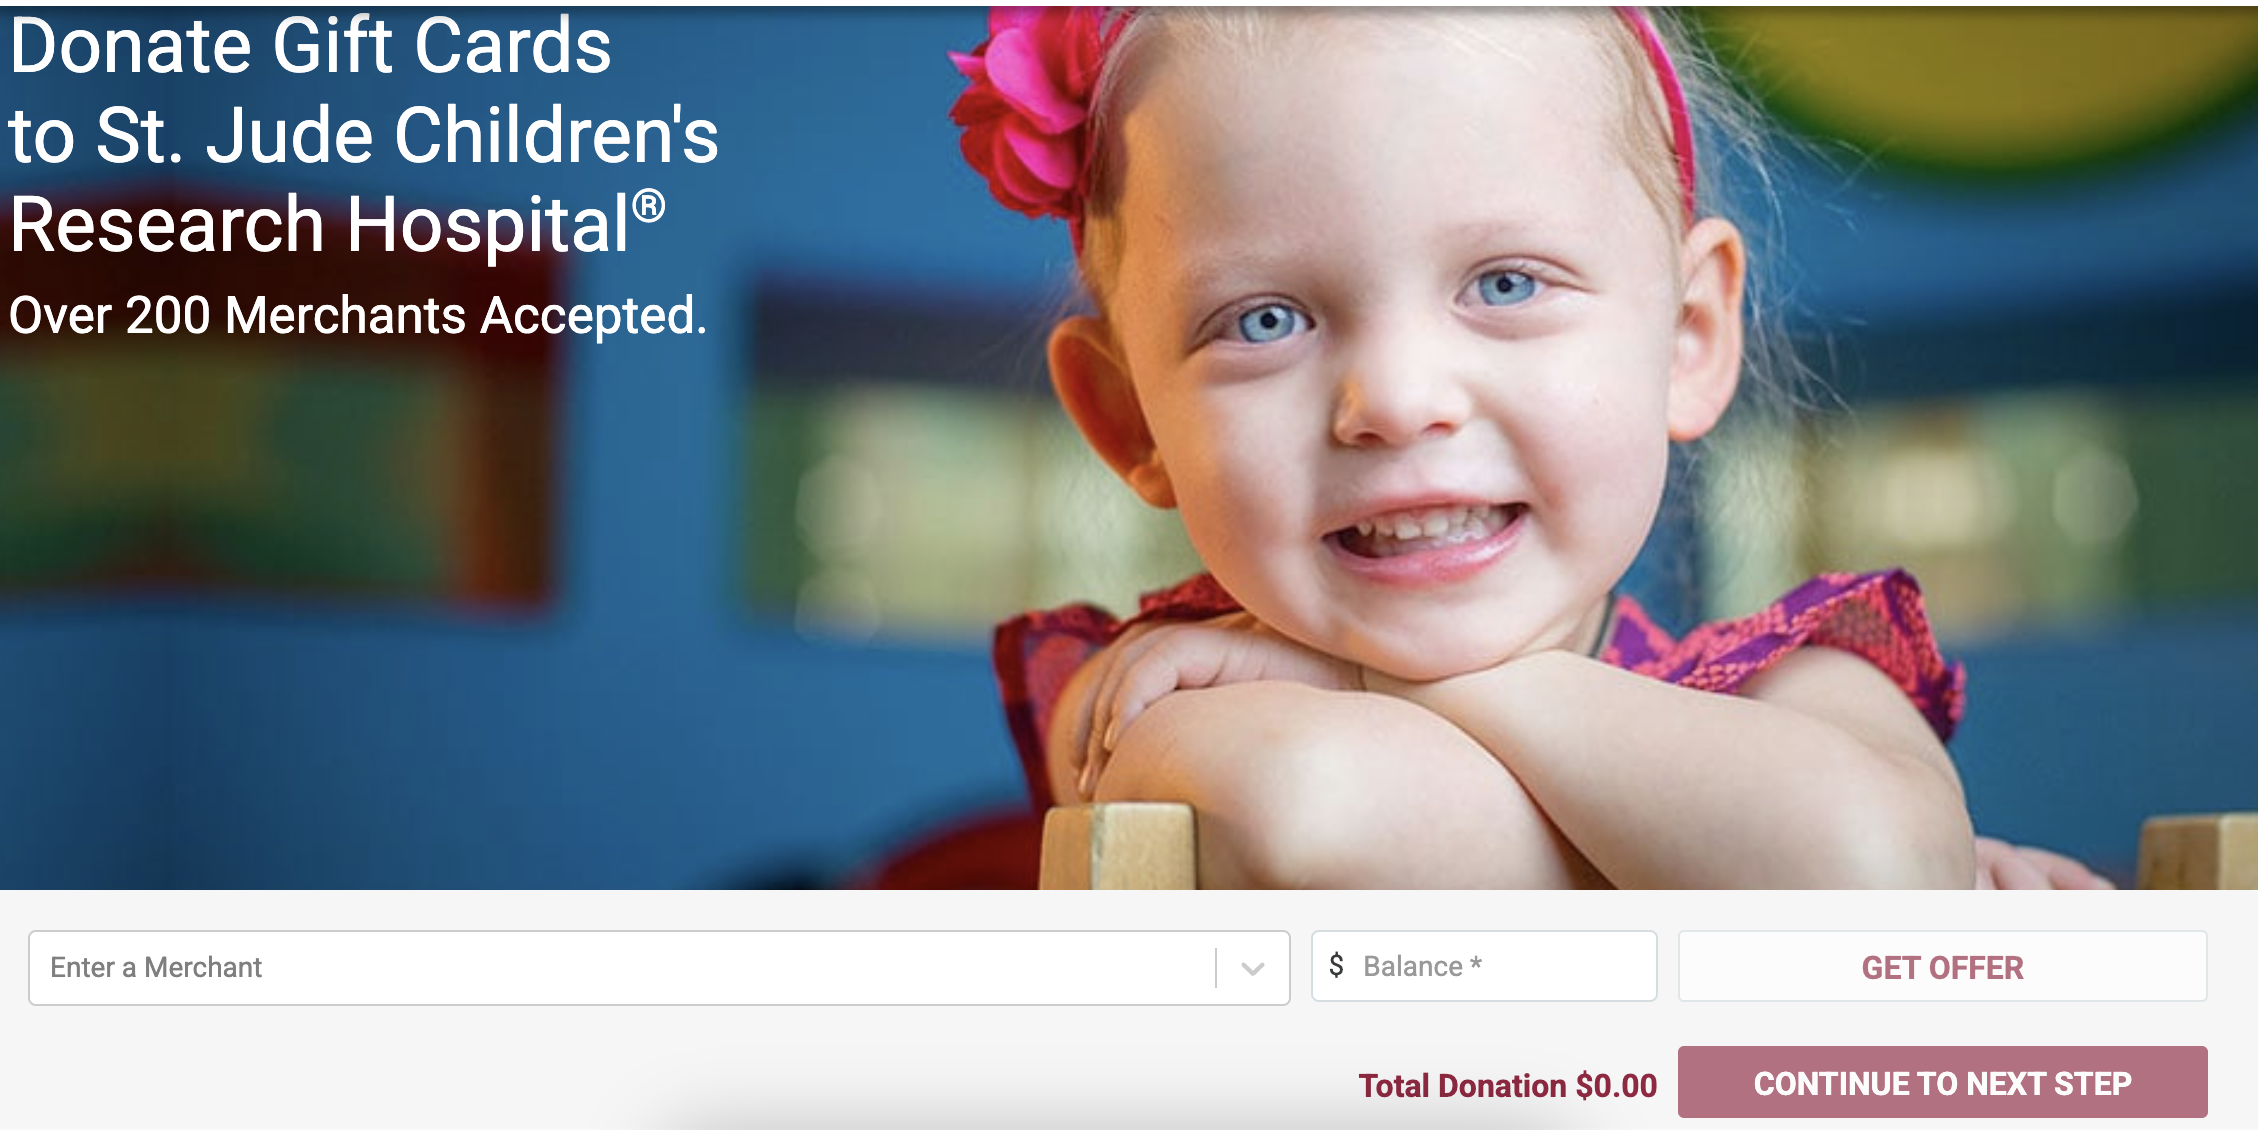 Donate Gift Cards
to St. Jude Children's
Research Hospital®
Over 200 Merchants Accepted.
Enter a Merchant
$ Balance *
GET OFFER
Total Donation $0.00
CONTINUE TO NEXT STEP